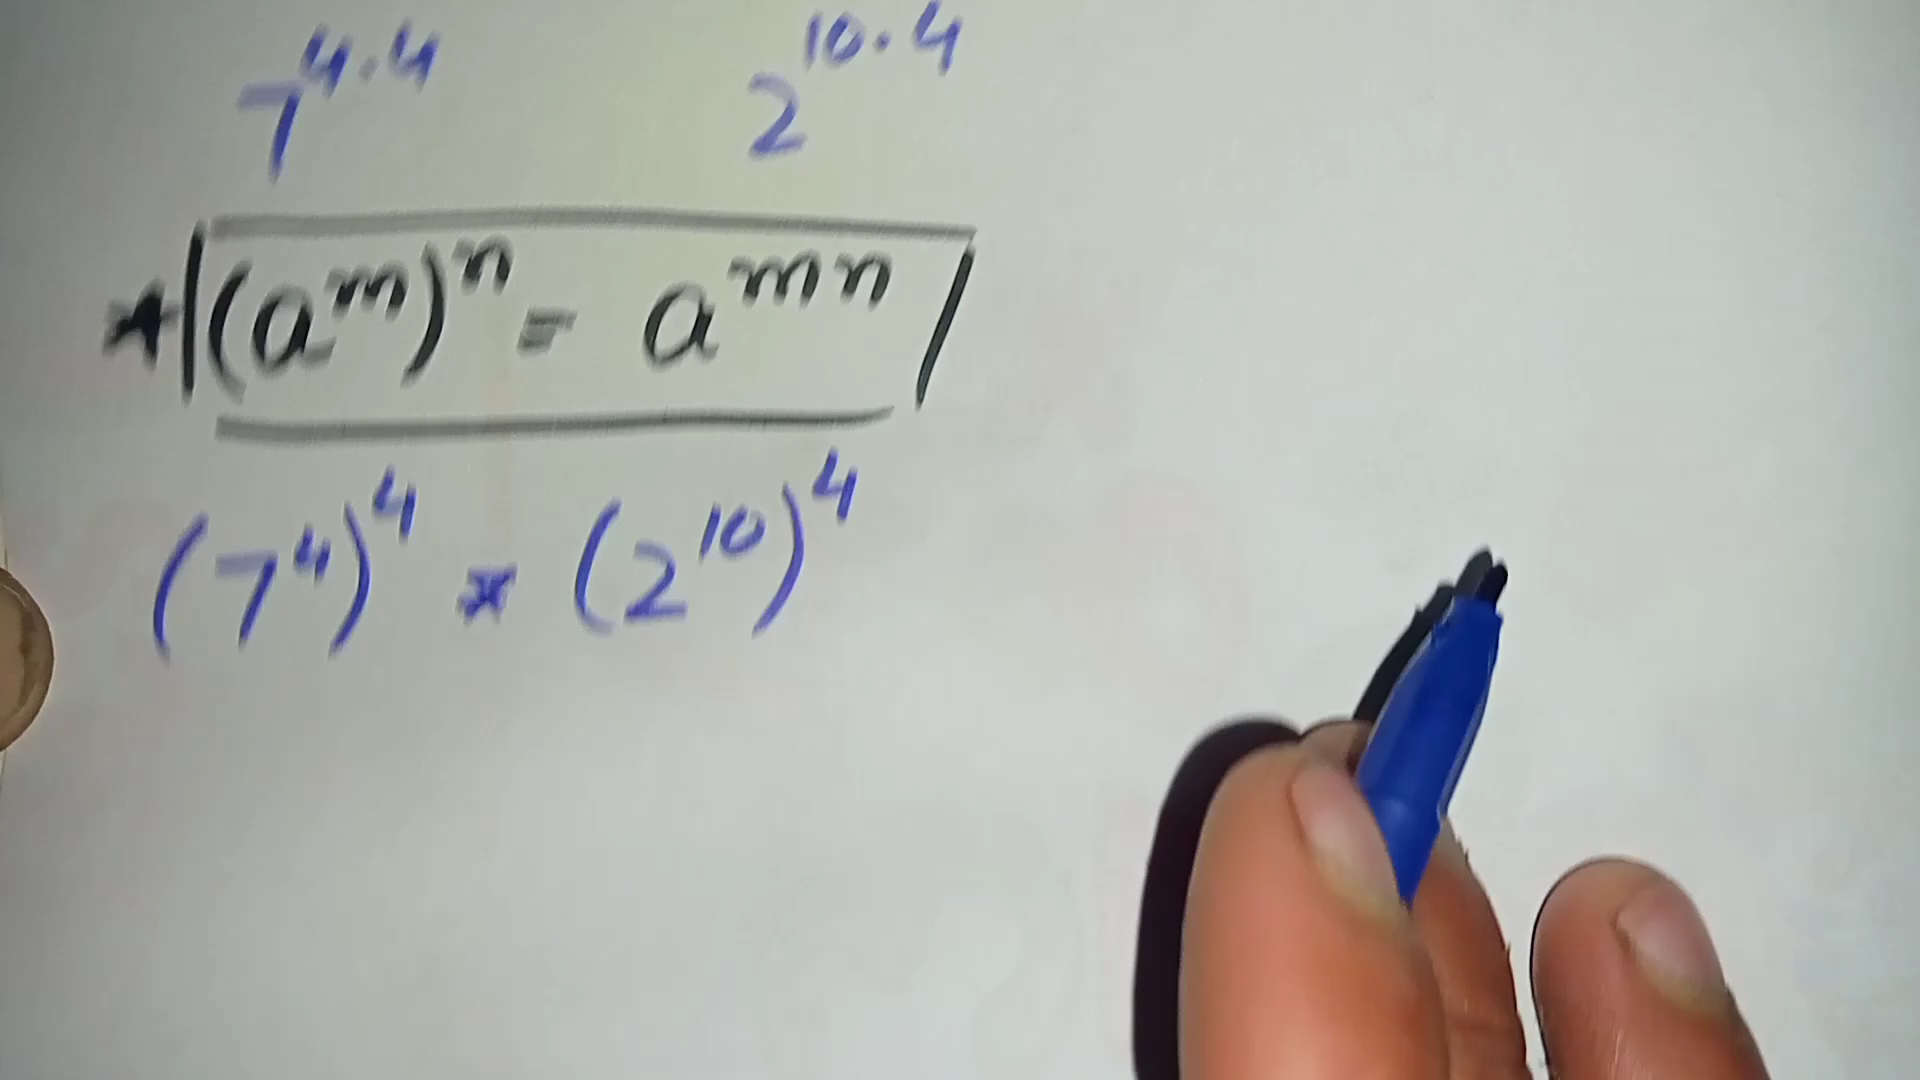 7^{4·4} 2^{10·4}
*|(a^m)^n = a^{mn}|
(7^4)^4 * (2^{10})^4